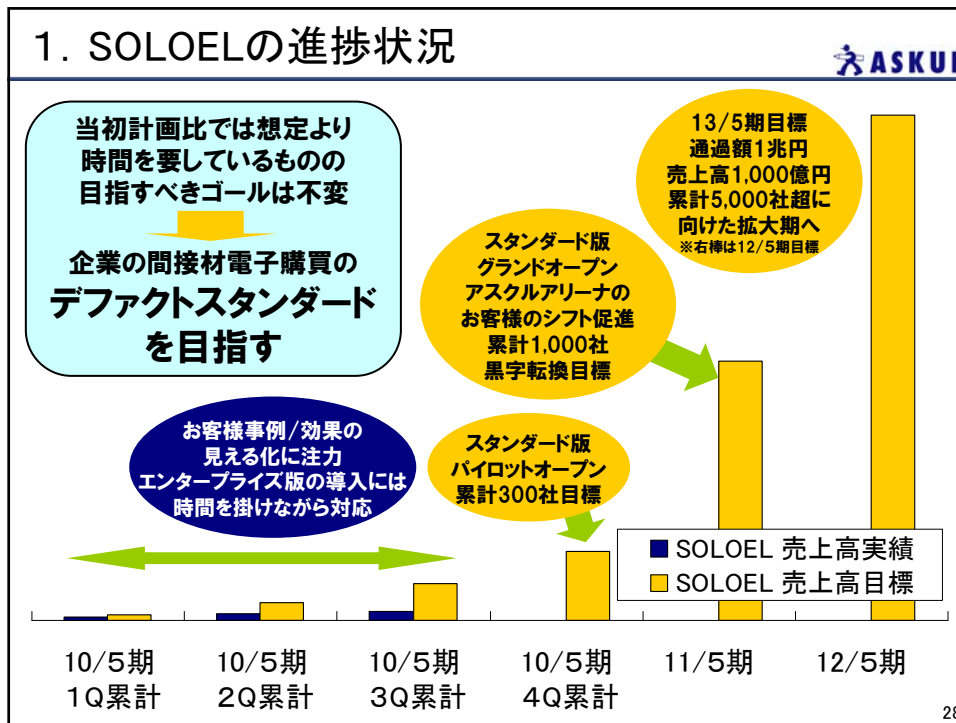 １．SOLOELの進捗状況
ASKUL
当初計画比では想定より
時間を要しているものの
目指すべきゴールは不変
企業の間接材電子購買の
デファクトスタンダード
を目指す
13/5期目標
通過額1兆円
売上高1,000億円
累計5,000社超に
向けた拡大期へ
※右棒は12/5期目標
スタンダード版
グランドオープン
アスクルアリーナの
お客様のシフト促進
累計1,000社
黒字転換目標
お客様事例/効果の
見える化に注力
エンタープライズ版の導入には
時間を掛けながら対応
スタンダード版
パイロットオープン
累計300社目標
SOLOEL 売上高実績
SOLOEL 売上高目標
10/５期
１Q累計
10/５期
２Q累計
10/５期
３Q累計
10/５期
４Q累計
11/５期
12/５期
28